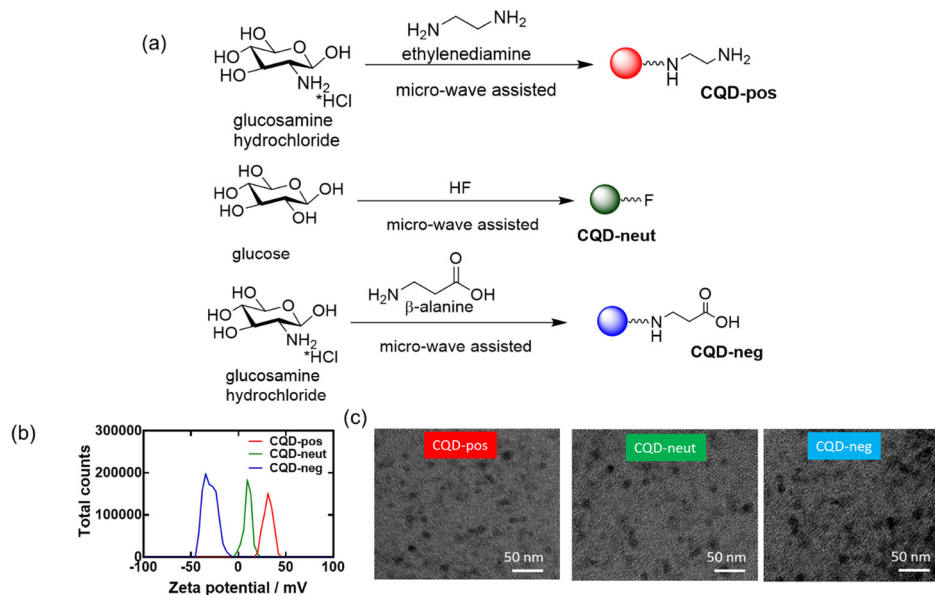 (a)
HO
HO
HO
O
OH
NH2
*HCl
glucosamine
hydrochloride
H2N
NH2
ethylenediamine
micro-wave assisted
N
H
NH2
CQD-pos
HO
HO
HO
O
OH
OH
glucose
HF
micro-wave assisted
F
CQD-neut
HO
HO
HO
O
OH
NH2
*HCl
glucosamine
hydrochloride
O
H2N
OH
β-alanine
micro-wave assisted
N
H
O
OH
CQD-neg
(b)
300000
200000
100000
0
Total counts
CQD-pos
CQD-neut
CQD-neg
-100
-50
0
50
100
Zeta potential / mV
(c)
CQD-pos
50 nm
CQD-neut
50 nm
CQD-neg
50 nm